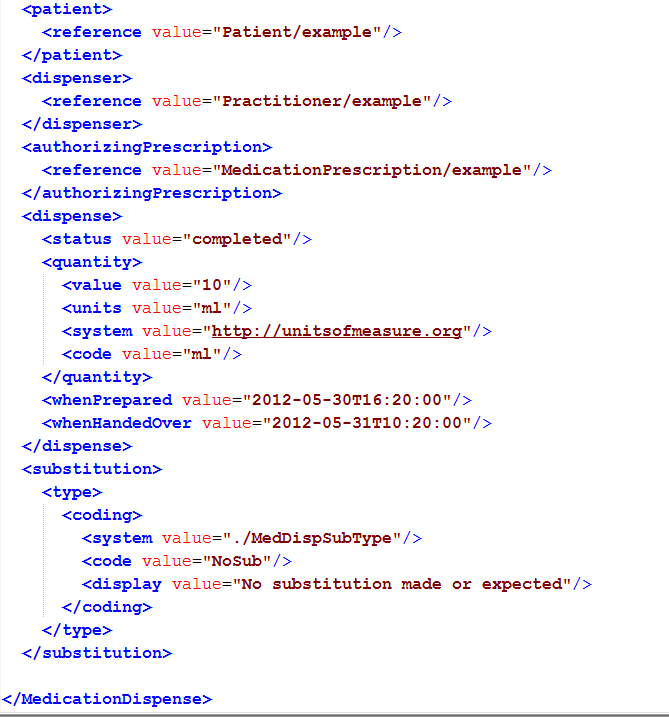 <patient>
<reference value="Patient/example"/>
</patient>
<dispenser>
<reference value="Practitioner/example"/>
</dispenser>
<authorizingPrescription>
<reference value="MedicationPrescription/example"/>
</authorizingPrescription>
<dispense>
<status value="completed"/>
<quantity>
<value value="10"/>
<units value="ml"/>
<system value="http://unitsofmeasure.org"/>
<code value="ml"/>
</quantity>
<whenPrepared value="2012-05-30T16:20:00"/>
<whenHandedOver value="2012-05-31T10:20:00"/>
</dispense>
<substitution>
<type>
<coding>
<system value="./MedDispSubType"/>
<code value="NoSub"/>
<display value="No substitution made or expected"/>
</coding>
</type>
</substitution>
</MedicationDispense>